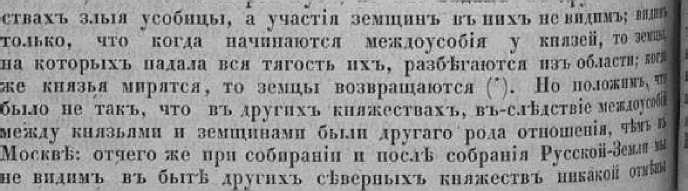 ствахъ злыя усобицы, а участія земщинъ въ нихъ не видимъ; видимъ
только, что когда начинаются междоусобія у князей, то земцы,
на которыхъ падала вся тягость ихъ, разбѣгаются изъ области; когда
же князья мирятся, то земцы возвращаются (*). Но положимъ, что
было не такъ, что въ другихъ княжествахъ, въ-слѣдствіе междоусобій
между князьями и земщинами были другаго рода отношенія, чѣмъ въ
Москвѣ: отчего же при собираніи и послѣ собранія Русской-Земли мы
не видимъ въ бытѣ другихъ сѣверныхъ княжествъ никакой отмѣны